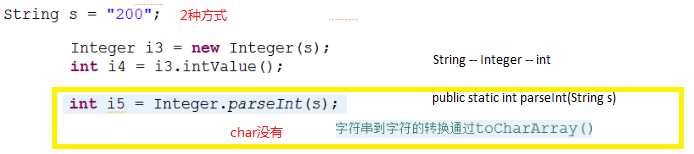 String s = "200"; 2种方式
Integer i3 = new Integer(s);
int i4 = i3.intValue(); String -- Integer -- int
int i5 = Integer.parseInt(s); public static int parseInt(String s)
char没有 字符串到字符的转换通过toCharArray()